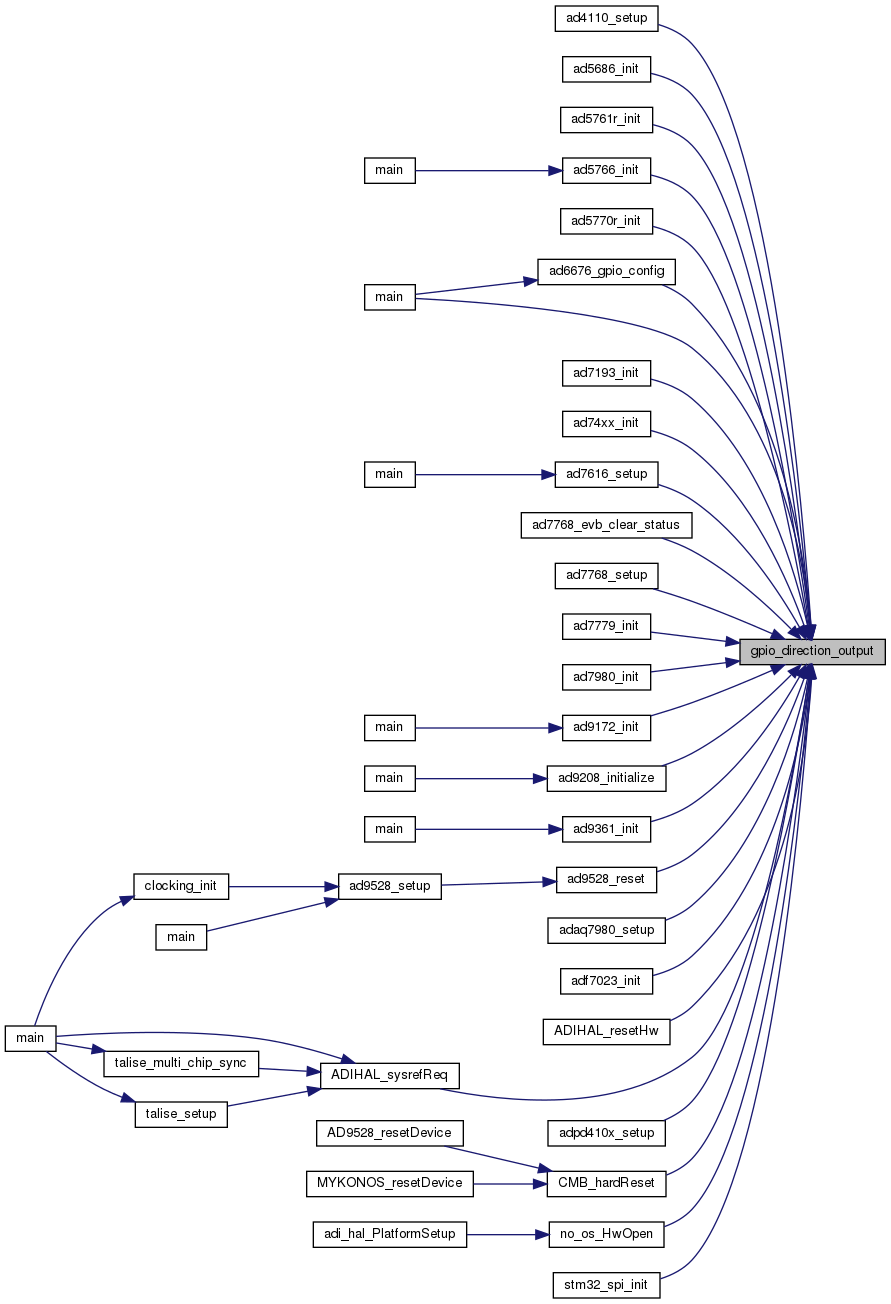 ad4110_setup
ad5686_init
ad5761r_init
main
ad5766_init
ad5770r_init
ad6676_gpio_config
main
ad7193_init
ad74xx_init
main
ad7616_setup
ad7768_evb_clear_status
ad7768_setup
ad7779_init
gpio_direction_output
ad7980_init
main
ad9172_init
main
ad9208_initialize
main
ad9361_init
clocking_init
ad9528_setup
ad9528_reset
main
adaq7980_setup
adf7023_init
main
ADIHAL_resetHw
talise_multi_chip_sync
ADIHAL_sysrefReq
talise_setup
AD9528_resetDevice
adpd410x_setup
MYKONOS_resetDevice
CMB_hardReset
adi_hal_PlatformSetup
no_os_HwOpen
stm32_spi_init